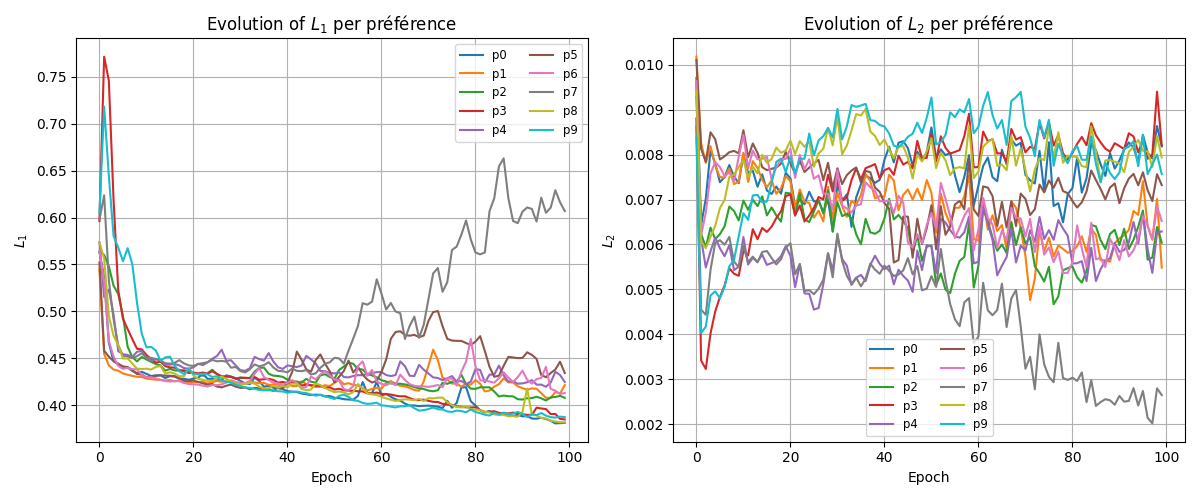 Evolution of L₁ per préférence
0.75
0.70
0.65
0.60
0.55
0.50
0.45
0.40
L₁
0 20 40 60 80 100
Epoch
p0 p5
p1 p6
p2 p7
p3 p8
p4 p9
Evolution of L₂ per préférence
0.010
0.009
0.008
0.007
0.006
0.005
0.004
0.003
0.002
L₂
0 20 40 60 80 100
Epoch
p0 p5
p1 p6
p2 p7
p3 p8
p4 p9